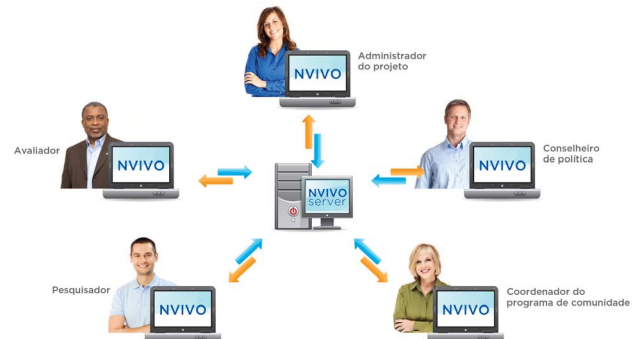 Administrador
do projeto
NVIVO
Avaliador
NVIVO
Conselheiro
de política
NVIVO
NVIVO
server
Pesquisador
NVIVO
Coordenador do
programa de comunidade
NVIVO